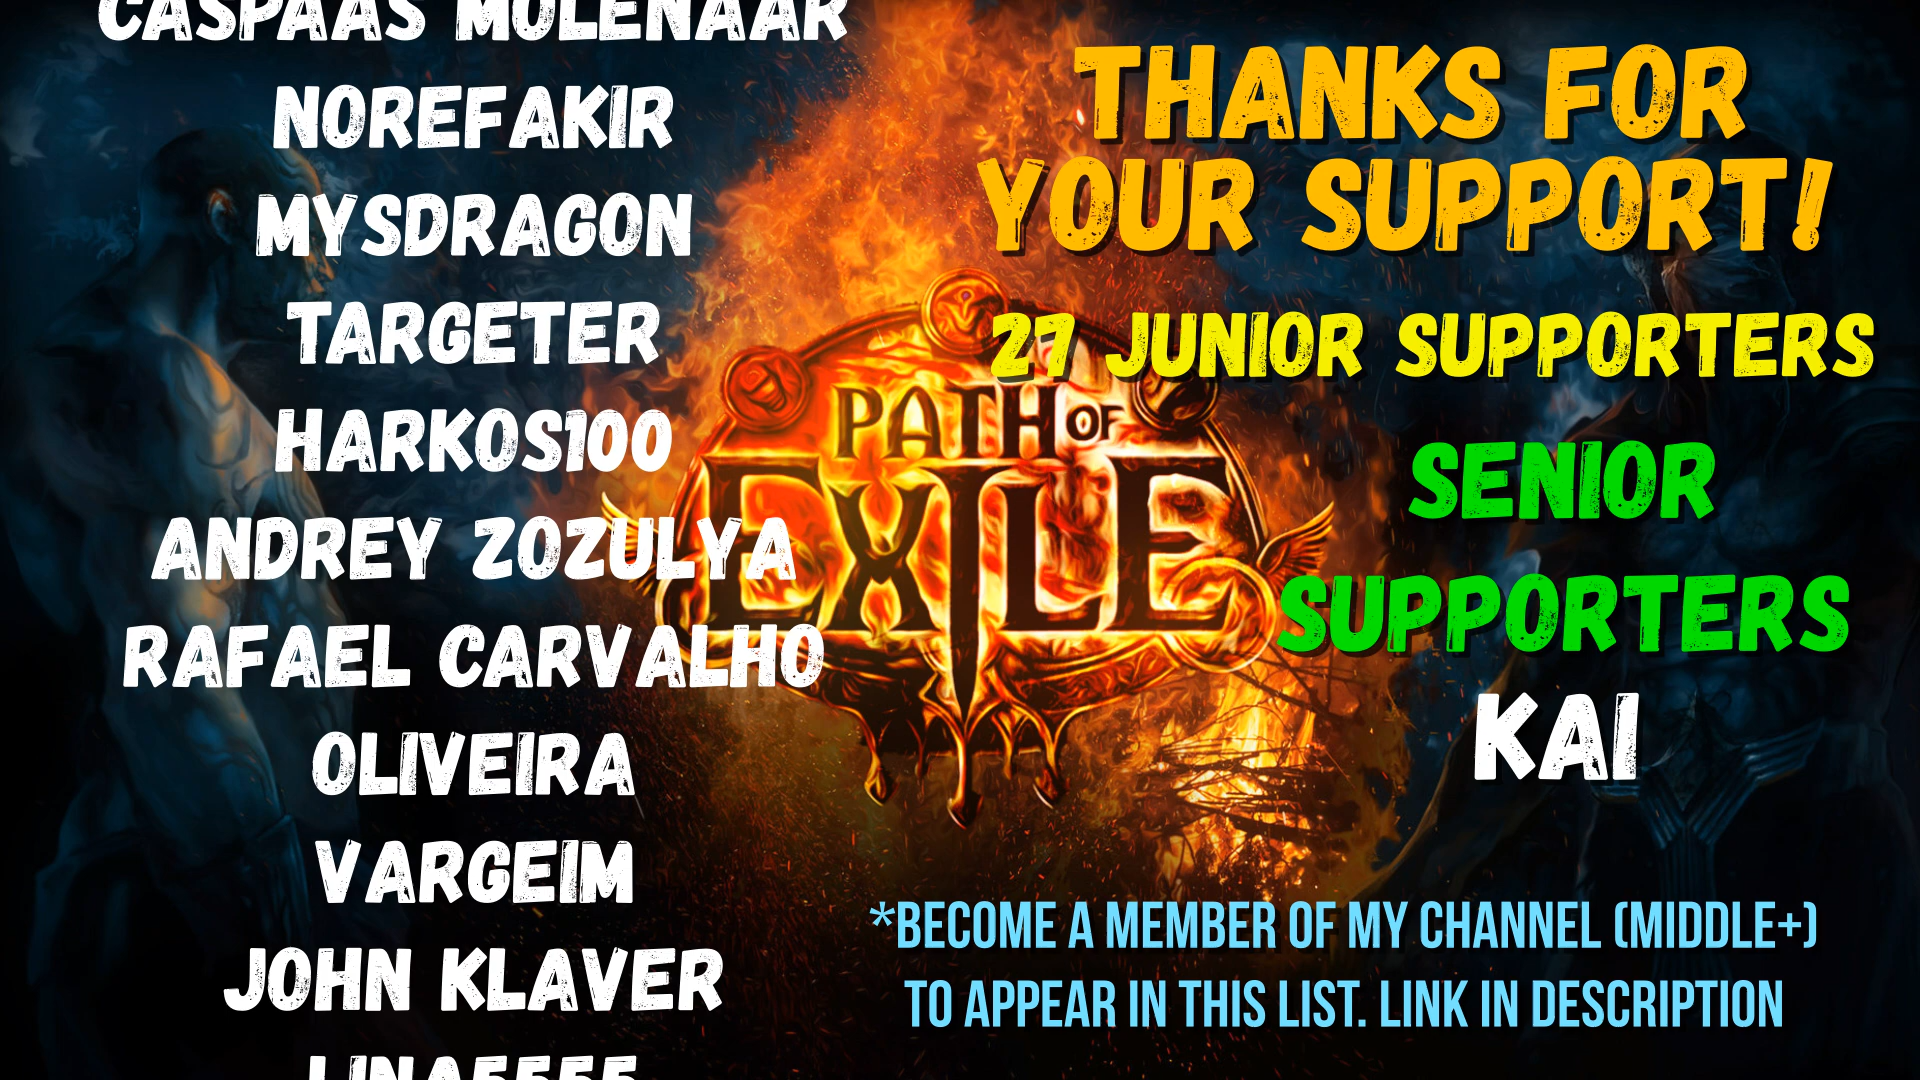 CASPAAS MOLENAAR
NOREFAKIR
MYSDRAGON
TARGETER
HARKOS100
ANDREY ZOZULYA
RAFAEL CARVALHO
OLIVEIRA
VARGEIM
JOHN KLAVER
THANKS FOR
YOUR SUPPORT!
27 JUNIOR SUPPORTERS
SENIOR
SUPPORTERS
KAI
*BECOME A MEMBER OF MY CHANNEL (MIDDLE+)
TO APPEAR IN THIS LIST. LINK IN DESCRIPTION
PATH OF
EXILE